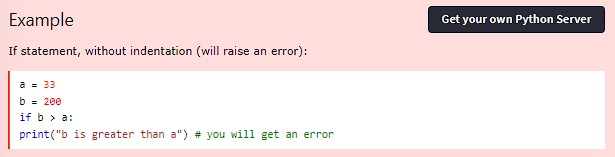 Example
Get your own Python Server
If statement, without indentation (will raise an error):
a = 33
b = 200
if b > a:
print("b is greater than a") # you will get an error